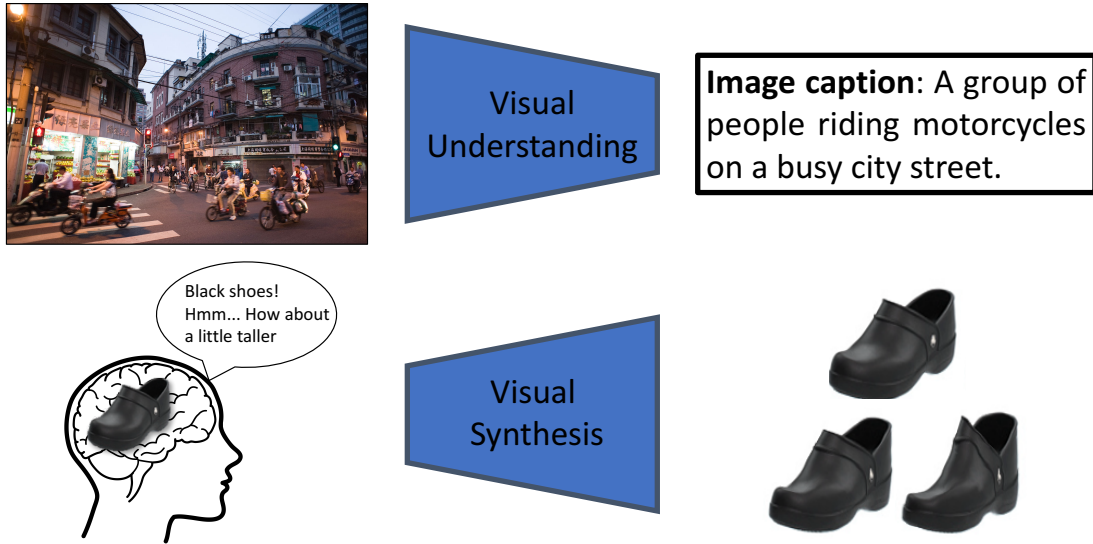 Visual
Understanding
Image caption: A group of
people riding motorcycles
on a busy city street.
Black shoes!
Hmm... How about
a little taller
Visual
Synthesis